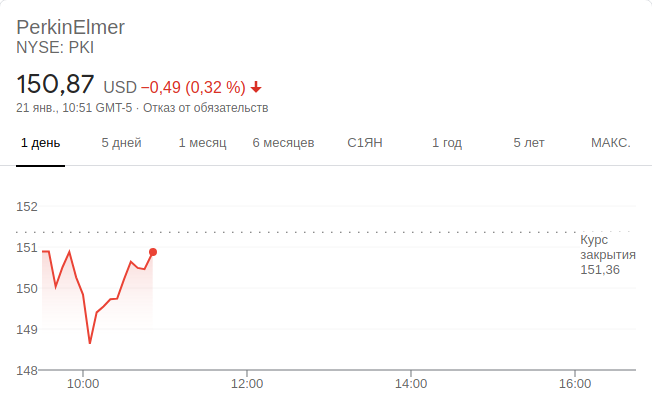 PerkinElmer
NYSE: PKI
150,87 USD −0,49 (0,32 %)
21 янв., 10:51 GMT-5 · Отказ от обязательств
1 день 5 дней 1 месяц 6 месяцев С1ЯН 1 год 5 лет МАКС.
152
151
150
149
148
Курс
закрытия
151,36
10:00 12:00 14:00 16:00